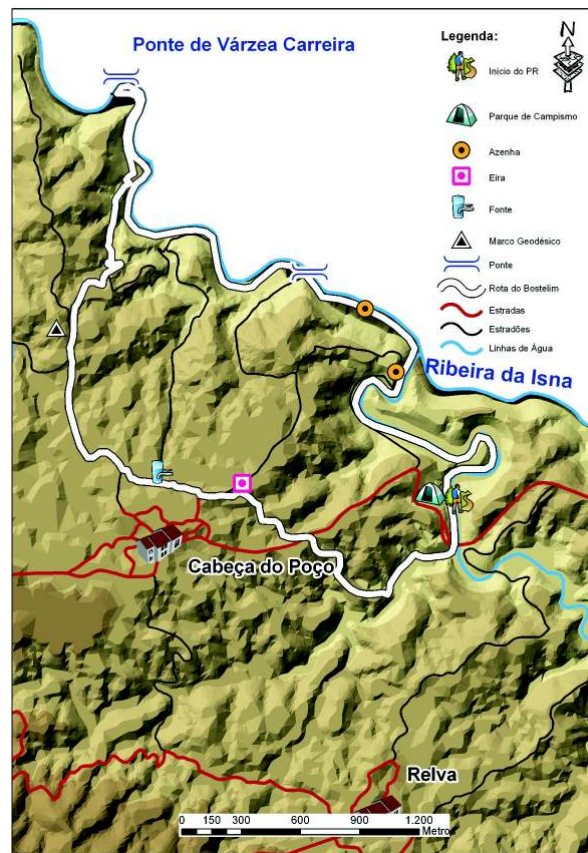 Ponte de Várzea Carreira
Legenda:
N
Início do PR
Parque de Campismo
Azenha
Eira
Fonte
Marco Geodésico
Ponte
Rota do Bostelim
Estradas
Estradões
Linhas de Água
Ribeira da Isna
Cabeça do Poço
Relva
0 150 300 600 900 1.200
Metro